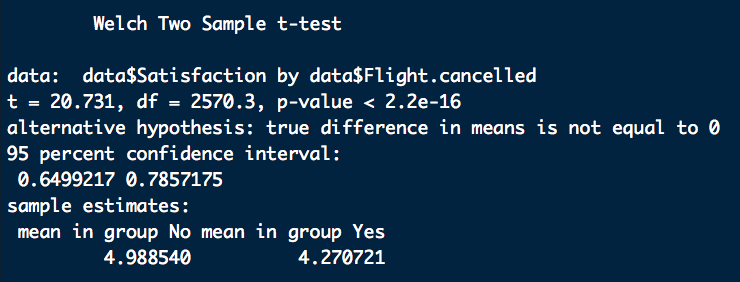 Welch Two Sample t-test
data:  data$Satisfaction by data$Flight.cancelled
t = 20.731, df = 2570.3, p-value < 2.2e-16
alternative hypothesis: true difference in means is not equal to 0
95 percent confidence interval:
 0.6499217 0.7857175
sample estimates:
 mean in group No mean in group Yes
         4.988540          4.270721